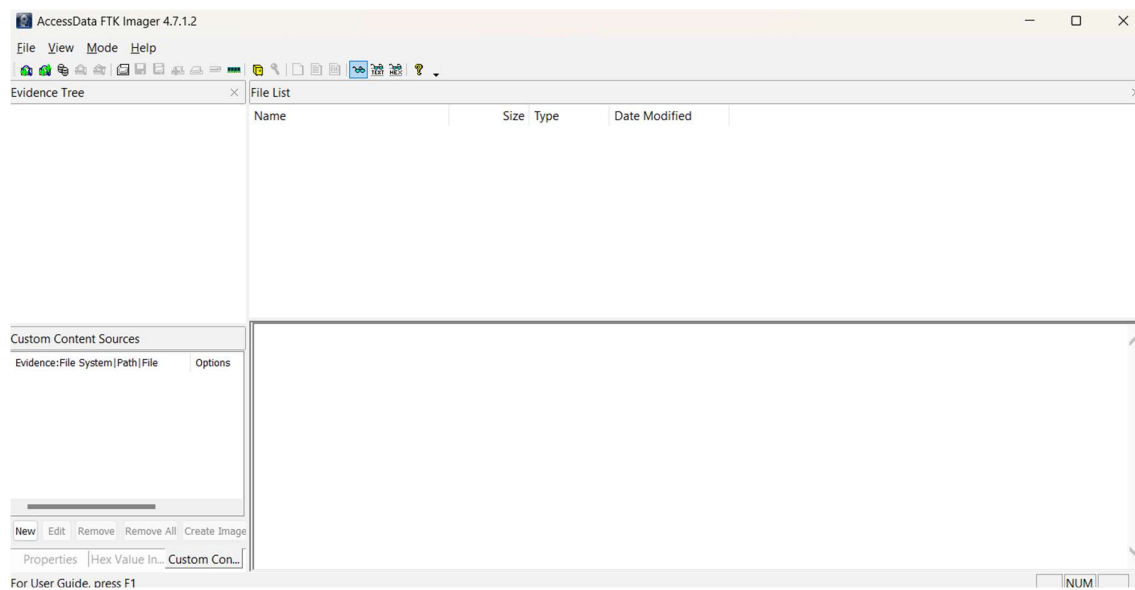 AccessData FTK Imager 4.7.1.2
File View Mode Help
TEXT HEX
Evidence Tree
File List
Name Size Type Date Modified
Custom Content Sources
Evidence:File System|Path|File Options
New Edit Remove Remove All Create Image
Properties Hex Value In... Custom Con...
For User Guide, press F1
NUM